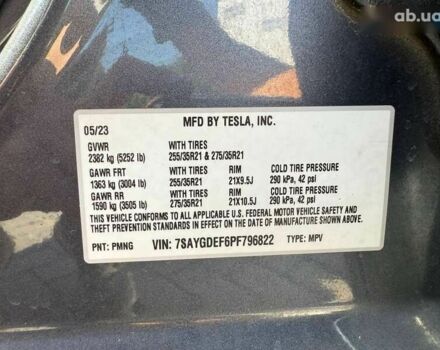 ab.ua
MFD BY TESLA, INC.
05/23
GVWR WITH TIRES
2382 kg (5252 lb) 255/35R21 & 275/35R21
GAWR FRT WITH TIRES RIM COLD TIRE PRESSURE
1363 kg (3004 lb) 255/35R21 21X9.5J 290 kPa, 42 psi
GAWR RR WITH TIRES RIM COLD TIRE PRESSURE
1590 kg (3505 lb) 275/35R21 21X10.5J 290 kPa, 42 psi
THIS VEHICLE CONFORMS TO ALL APPLICABLE U.S. FEDERAL MOTOR VEHICLE SAFETY,
BUMPER, AND THEFT PREVENTION STANDARDS IN EFFECT ON THE DATE OF MANUFACTURE
SHOWN ABOVE.
PNT: PMNG VIN: 7SAYGDEF6PF796822 TYPE: MPV